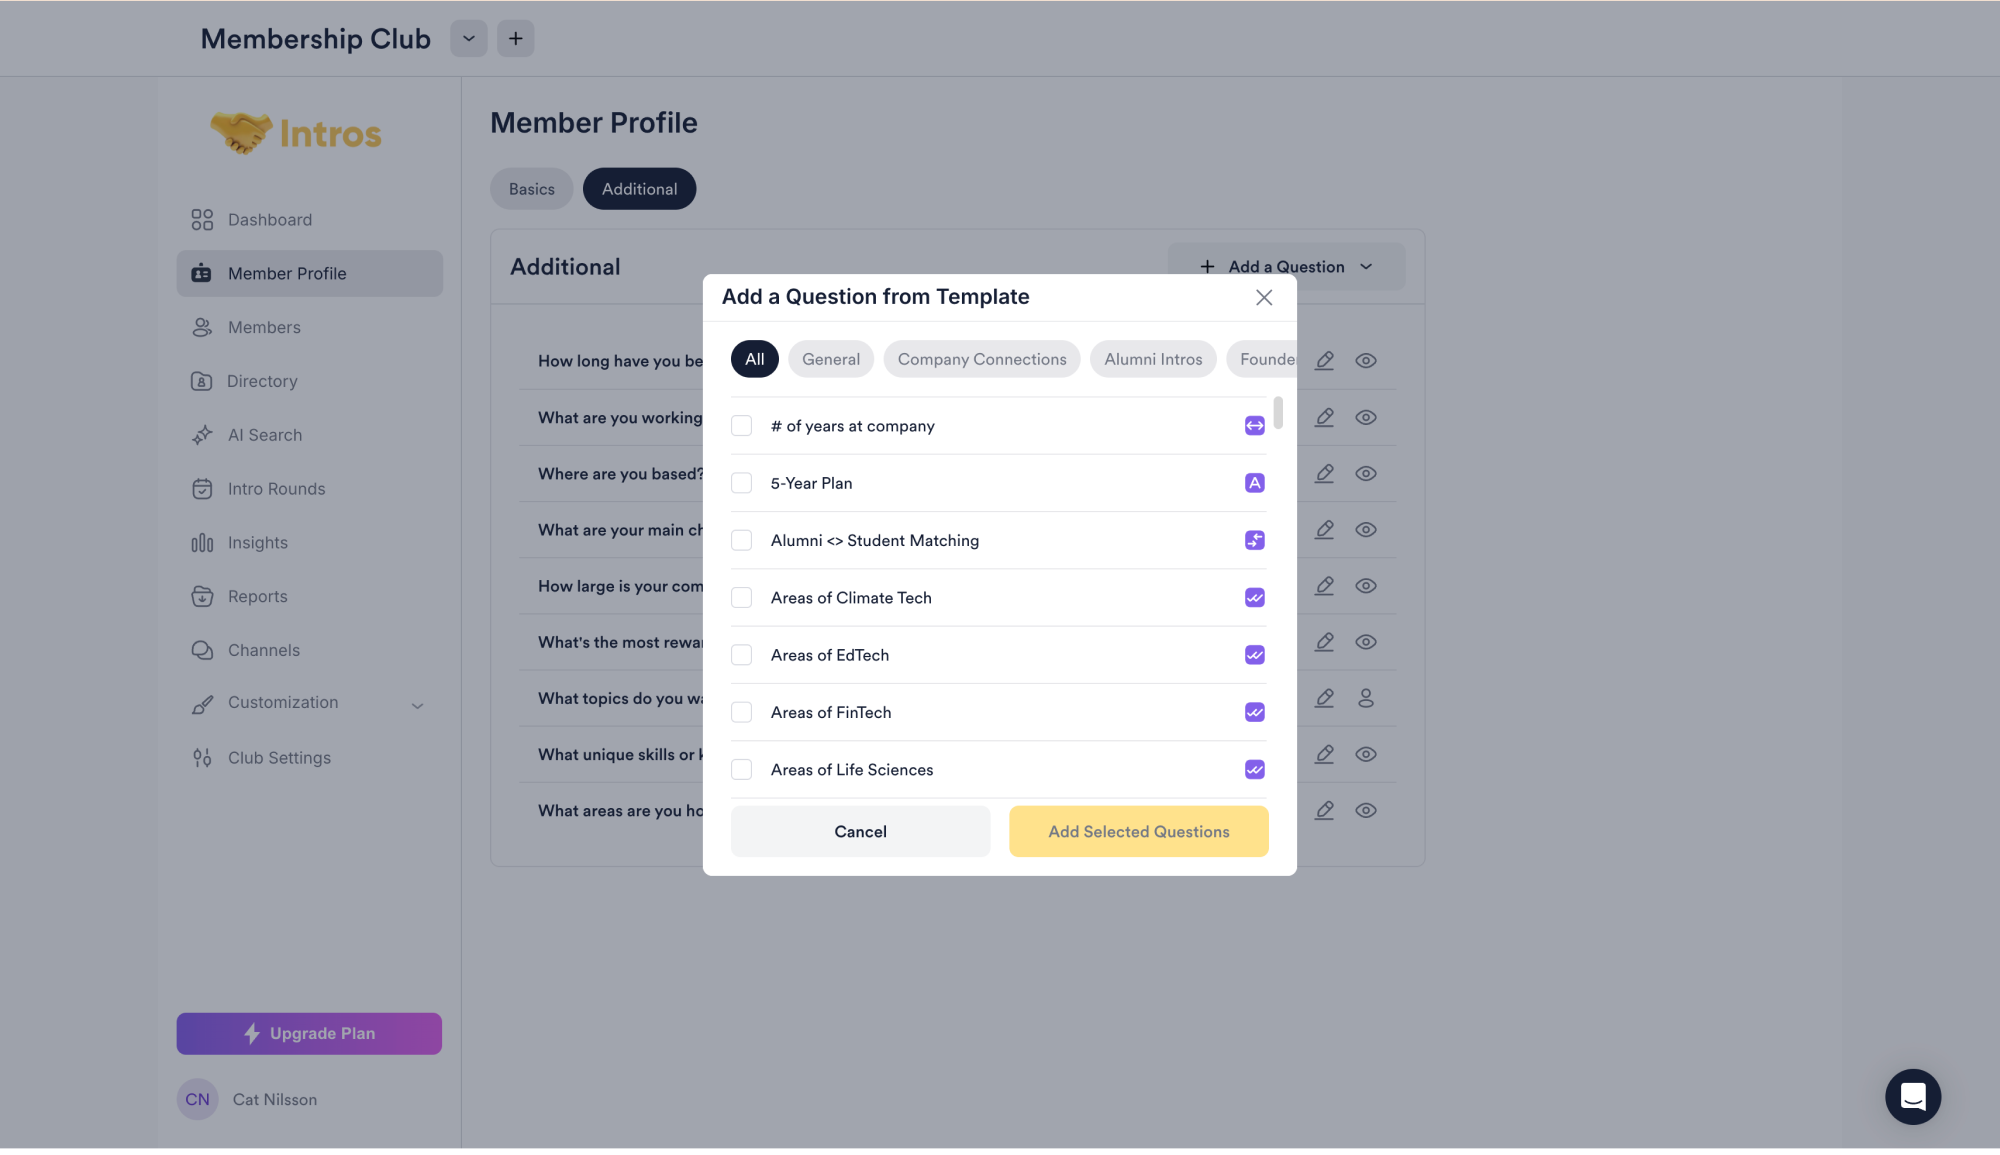 Membership Club
Intros
Dashboard
Member Profile
Members
Directory
AI Search
Intro Rounds
Insights
Reports
Channels
Customization
Club Settings
Upgrade Plan
CN
Cat Nilsson
Member Profile
Basics
Additional
Additional
Add a Question
How long have you be
What are you working
Where are you based?
What are your main ch
How large is your com
What's the most rewar
What topics do you wa
What unique skills or k
What areas are you ho
Add a Question from Template
All
General
Company Connections
Alumni Intros
Founder
# of years at company
5-Year Plan
A
Alumni <> Student Matching
Areas of Climate Tech
Areas of EdTech
Areas of FinTech
Areas of Life Sciences
Cancel
Add Selected Questions